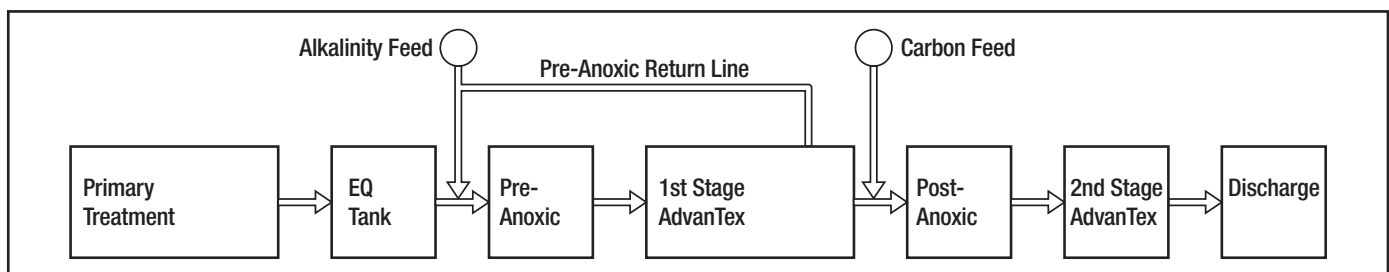 Alkalinity Feed
Carbon Feed
Pre-Anoxic Return Line
Primary
Treatment
EQ
Tank
Pre-
Anoxic
1st Stage
AdvanTex
Post-
Anoxic
2nd Stage
AdvanTex
Discharge